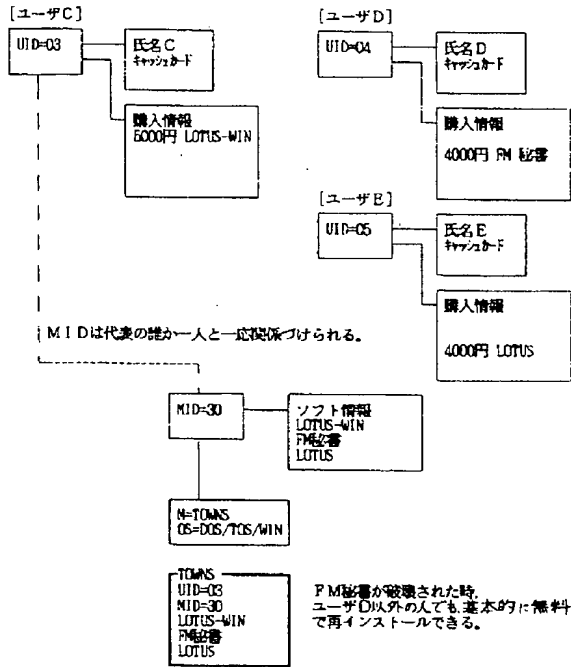 [ユーザC]
UID=03
氏名C
キャッシュカード
購入情報
6000円 LOTUS-WIN
[ユーザD]
UID=04
氏名D
キャッシュカード
購入情報
4000円 FM 秘書
[ユーザE]
UID=05
氏名E
キャッシュカード
購入情報
4000円 LOTUS
MIDは代表の誰か一人と一応関係づけられる。
MID=30
ソフト情報
LOTUS-WIN
FM秘書
LOTUS
M=TOWNS
OS=DOS/TOS/WIN
TOWNS
UID=03
MID=30
LOTUS-WIN
FM秘書
LOTUS
FM秘書が破壊された時、
ユーザD以外の人でも、基本的に無料
で再インストールできる。